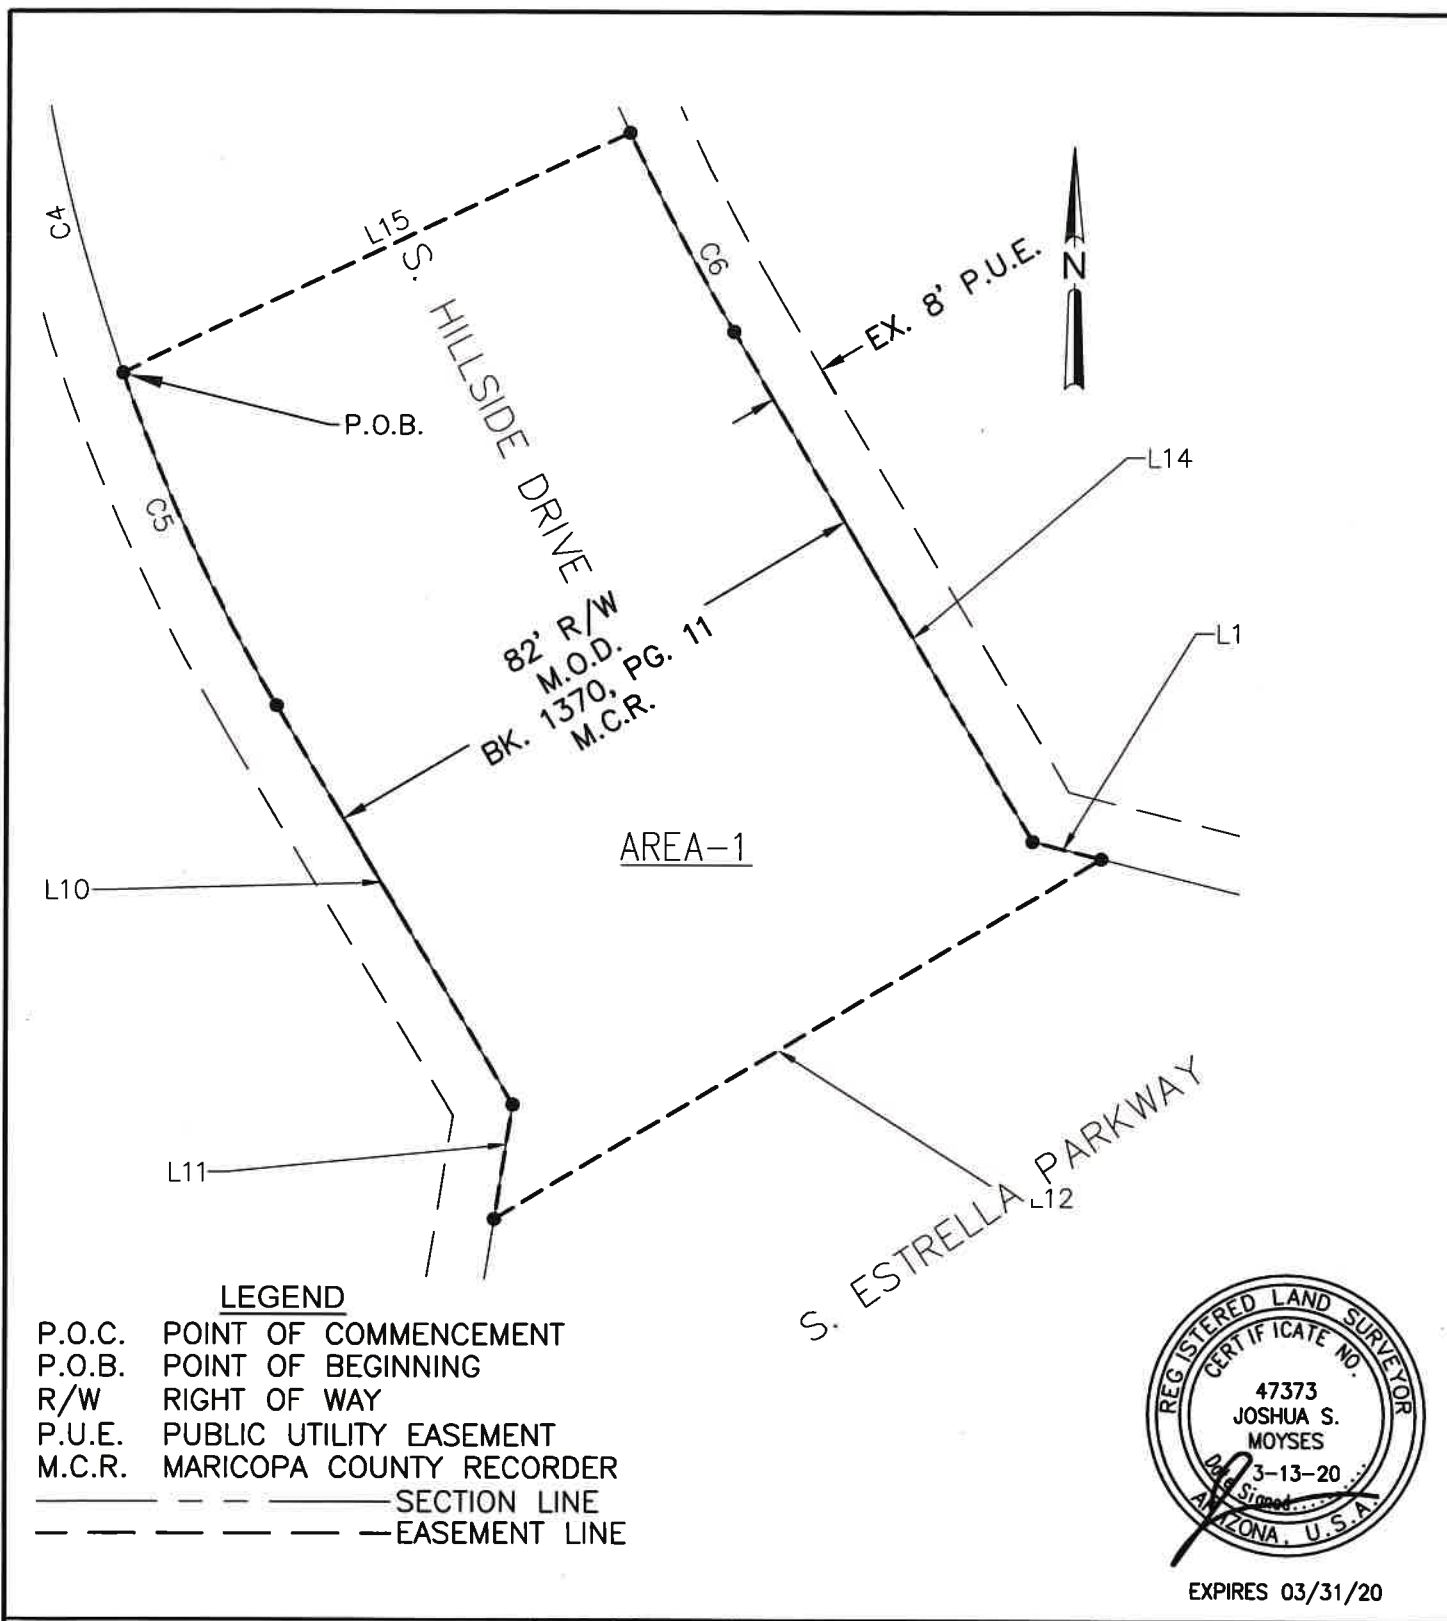 C4
L15
C6
S. HILLSIDE DRIVE
EX. 8' P.U.E.
N
P.O.B.
L14
C5
82' R/W
M.O.D.
BK. 1370, PG. 11
M.C.R.
L1
AREA-1
L10
L11
L12
S. ESTRELLA PARKWAY
LEGEND
P.O.C. POINT OF COMMENCEMENT
P.O.B. POINT OF BEGINNING
R/W RIGHT OF WAY
P.U.E. PUBLIC UTILITY EASEMENT
M.C.R. MARICOPA COUNTY RECORDER
SECTION LINE
EASEMENT LINE
REGISTERED LAND SURVEYOR
CERTIFICATE NO.
47373
JOSHUA S.
MOYSES
3-13-20
Date Signed
ARIZONA, U.S.A.
EXPIRES 03/31/20